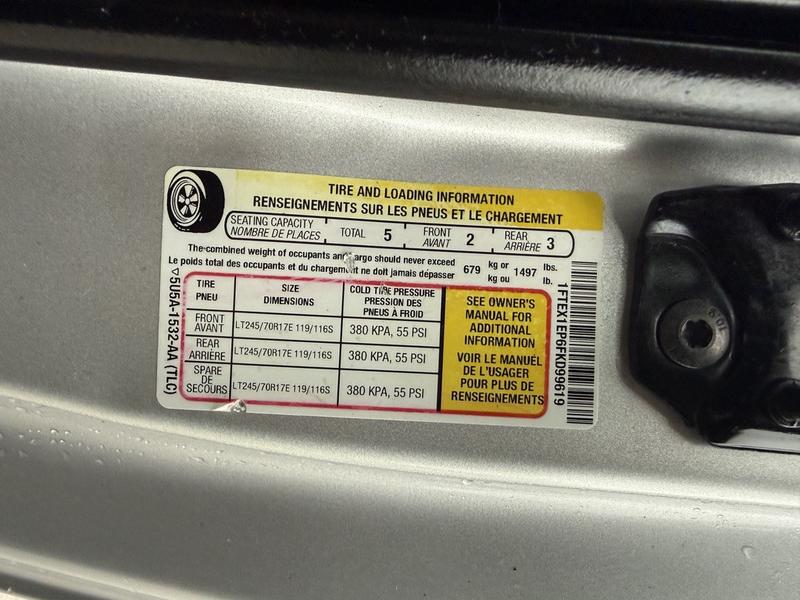 TIRE AND LOADING INFORMATION
RENSEIGNEMENTS SUR LES PNEUS ET LE CHARGEMENT
SEATING CAPACITY
NOMBRE DE PLACES
TOTAL 5
FRONT
AVANT 2
REAR
ARRIÈRE 3
The combined weight of occupants and cargo should never exceed 679 kg or 1497 lbs.
Le poids total des occupants et du chargement ne doit jamais dépasser kg ou lb.
TIRE
PNEU
SIZE
DIMENSIONS
COLD TIRE PRESSURE
PRESSION DES
PNEUS À FROID
FRONT
AVANT
LT245/70R17E 119/116S
380 KPA, 55 PSI
REAR
ARRIÈRE
LT245/70R17E 119/116S
380 KPA, 55 PSI
SPARE
DE
SECOURS
LT245/70R17E 119/116S
380 KPA, 55 PSI
SEE OWNER'S
MANUAL FOR
ADDITIONAL
INFORMATION
VOIR LE MANUEL
DE L'USAGER
POUR PLUS DE
RENSEIGNEMENTS
5U5A-1532-AA (TLC)
1FTEX1EP6FKD99619
10.9